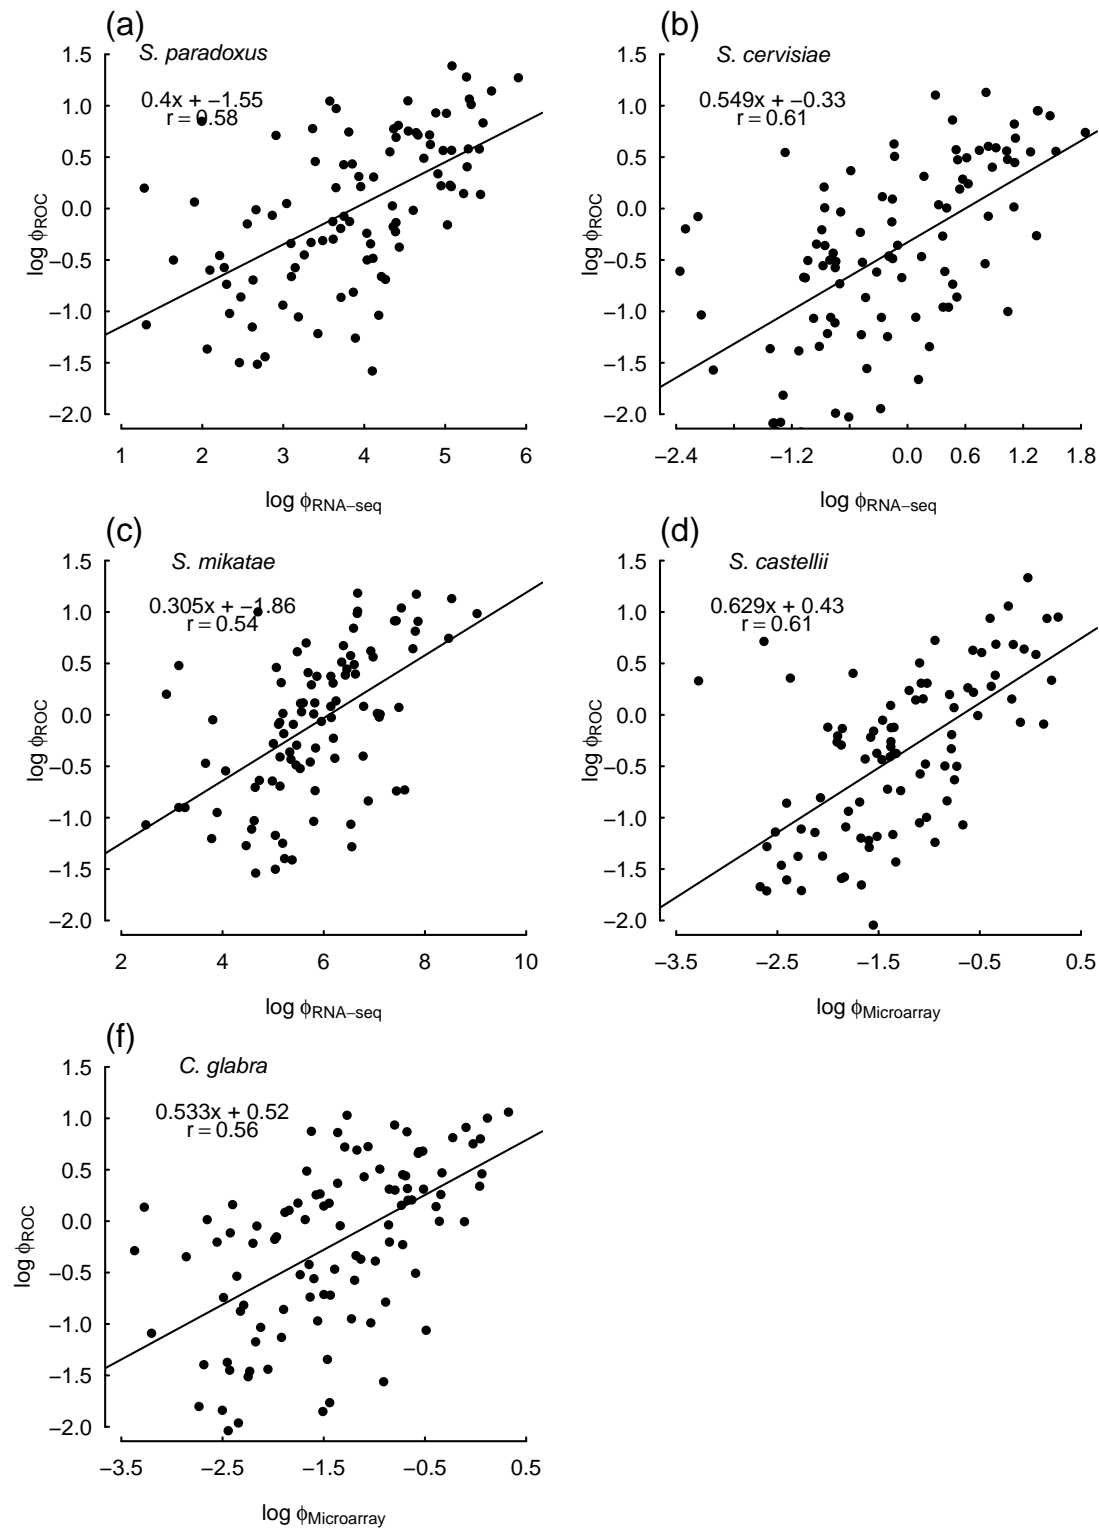 (a)
S. paradoxus
0.4x + −1.55
r = 0.58
1.5
1.0
0.5
0.0
−0.5
−1.0
−1.5
−2.0
log ϕROC
1 2 3 4 5 6
log ϕRNA−seq
(b)
S. cervisiae
0.549x + −0.33
r = 0.61
1.5
1.0
0.5
0.0
−0.5
−1.0
−1.5
−2.0
log ϕROC
−2.4 −1.2 0.0 0.6 1.2 1.8
log ϕRNA−seq
(c)
S. mikatae
0.305x + −1.86
r = 0.54
1.5
1.0
0.5
0.0
−0.5
−1.0
−1.5
−2.0
log ϕROC
2 4 6 8 10
log ϕRNA−seq
(d)
S. castellii
0.629x + 0.43
r = 0.61
1.5
1.0
0.5
0.0
−0.5
−1.0
−1.5
−2.0
log ϕROC
−3.5 −2.5 −1.5 −0.5 0.5
log ϕMicroarray
(f)
C. glabra
0.533x + 0.52
r = 0.56
1.5
1.0
0.5
0.0
−0.5
−1.0
−1.5
−2.0
log ϕROC
−3.5 −2.5 −1.5 −0.5 0.5
log ϕMicroarray